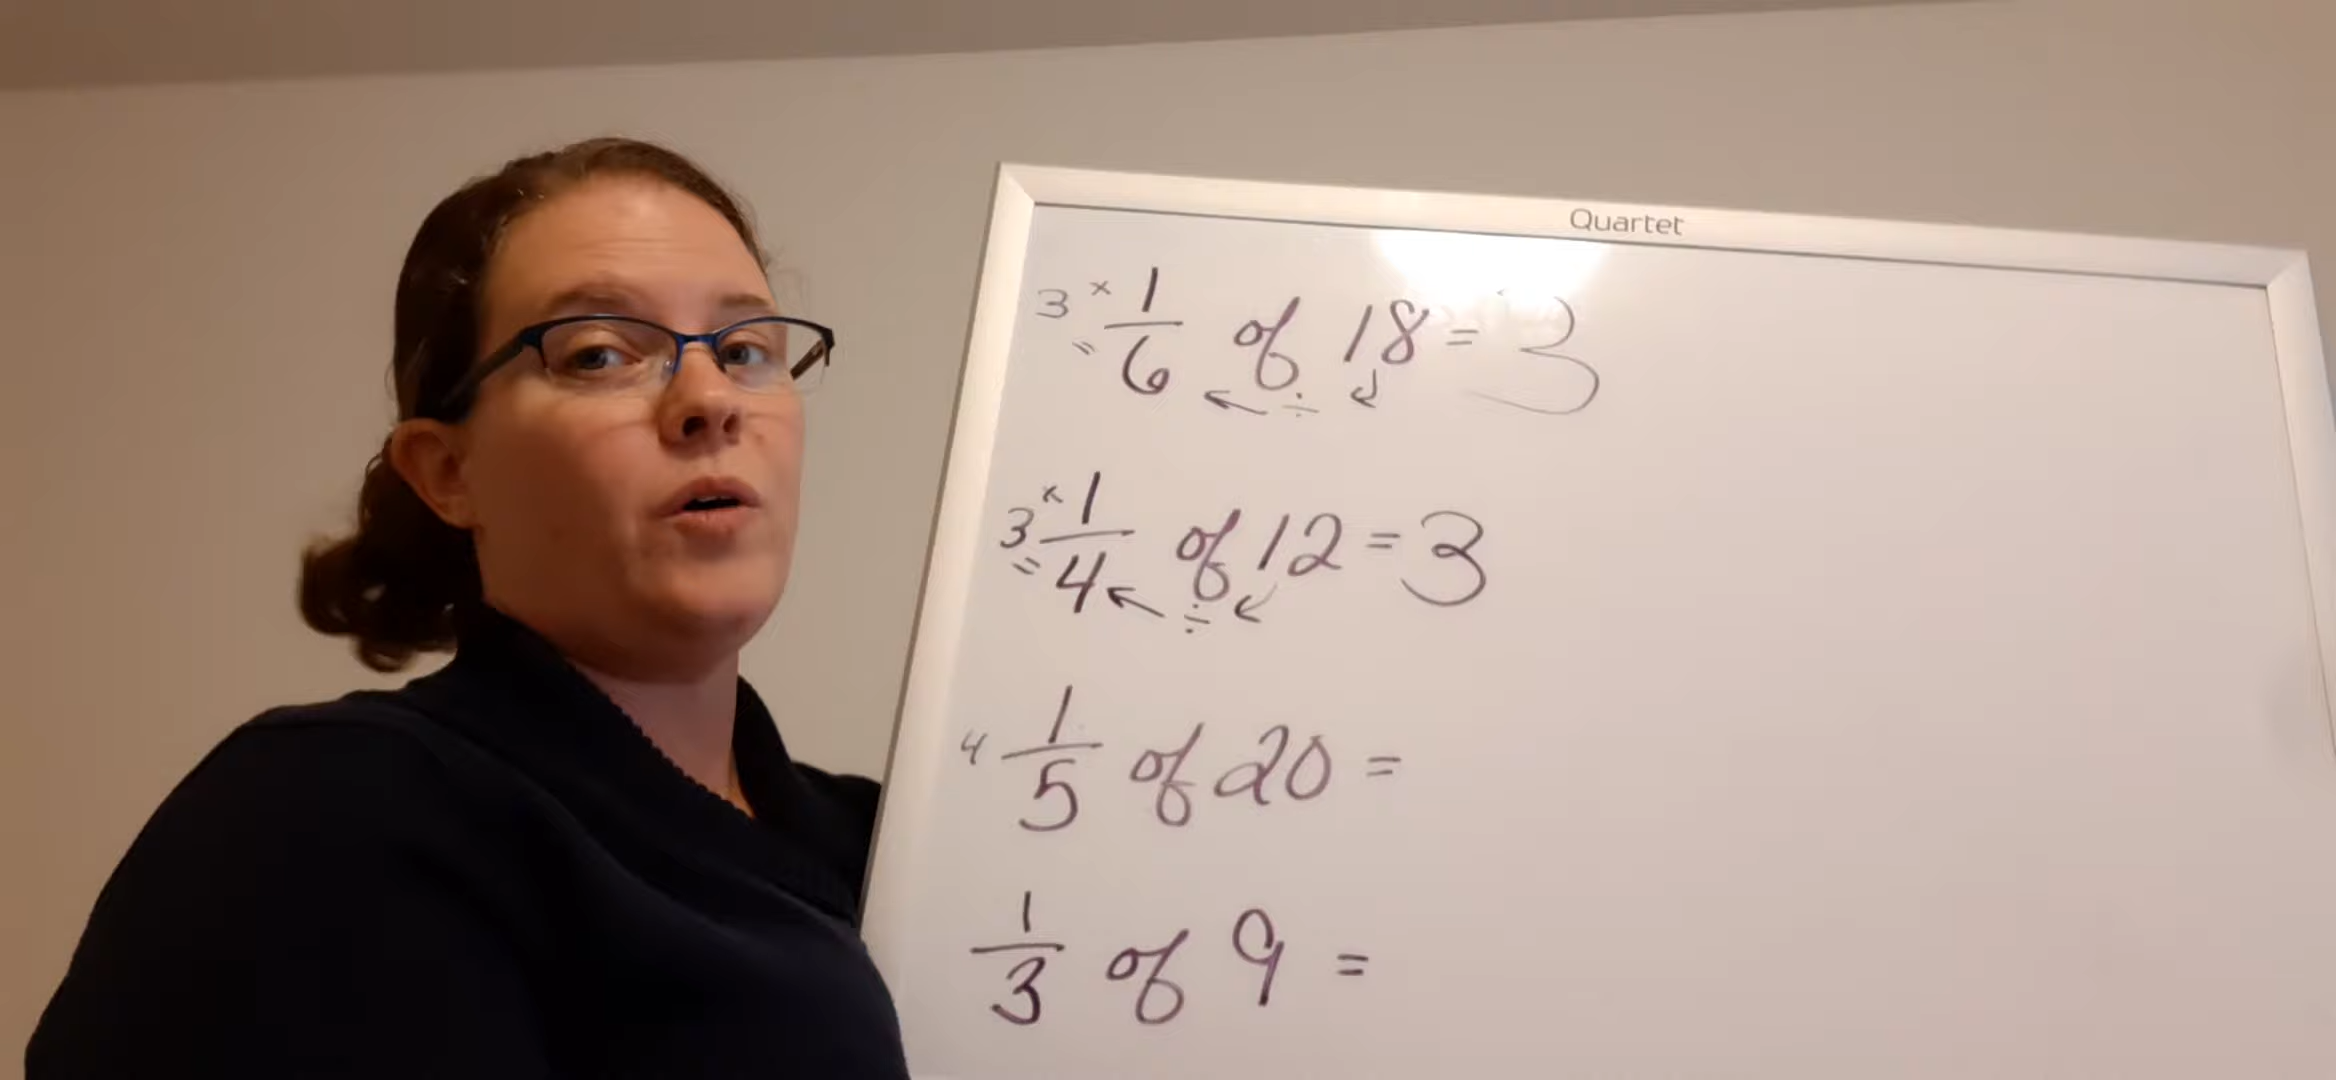 Quartet
3 × 1/6 of 18 = 3
= ← ÷ ↙
3 × 1/4 of 12 = 3
= ← ÷ ↙
4 1/5 of 20 =
1/3 of 9 =